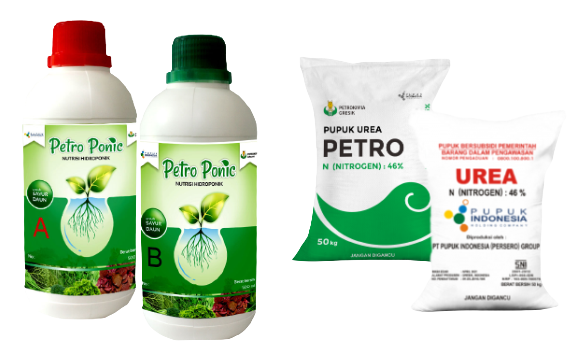 Petro Ponic
NUTRISI HIDROPONIK
SAYUR
DAUN
A
Petro Ponic
NUTRISI HIDROPONIK
SAYUR
DAUN
B
PETROKIMIA
GRESIK
PUPUK UREA
PETRO
N (NITROGEN) : 46%
50 kg
JANGAN DIGANCU
PUPUK BERSUBSIDI PEMERINTAH
BARANG DALAM PENGAWASAN
UREA
N (NITROGEN) : 46 %
PUPUK
INDONESIA
HOLDING COMPANY
Diproduksi oleh :
PT PUPUK INDONESIA (PERSERO) GROUP
SNI
JANGAN DIGANCU